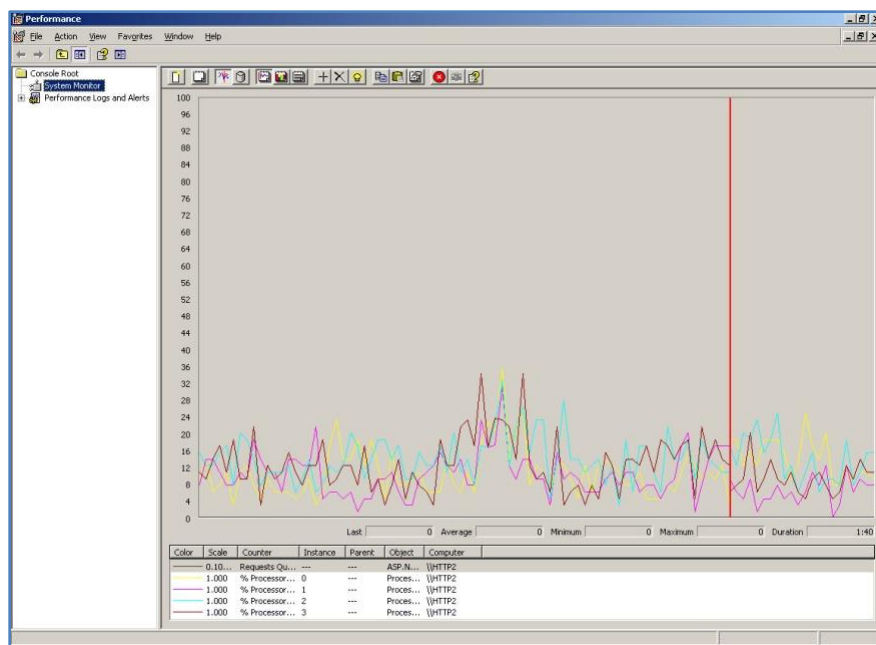 Performance
File Action View Favorites Window Help
Console Root
System Monitor
Performance Logs and Alerts
100
96
92
88
84
80
76
72
68
64
60
56
52
48
44
40
36
32
28
24
20
16
12
8
4
0
Last 0 Average 0 Minimum 0 Maximum 0 Duration 1:40
Color Scale Counter Instance Parent Object Computer
0.10... Requests Qu... --- --- ASP.N... \\HTTP2
1.000 % Processor... 0 --- Proces... \\HTTP2
1.000 % Processor... 1 --- Proces... \\HTTP2
1.000 % Processor... 2 --- Proces... \\HTTP2
1.000 % Processor... 3 --- Proces... \\HTTP2